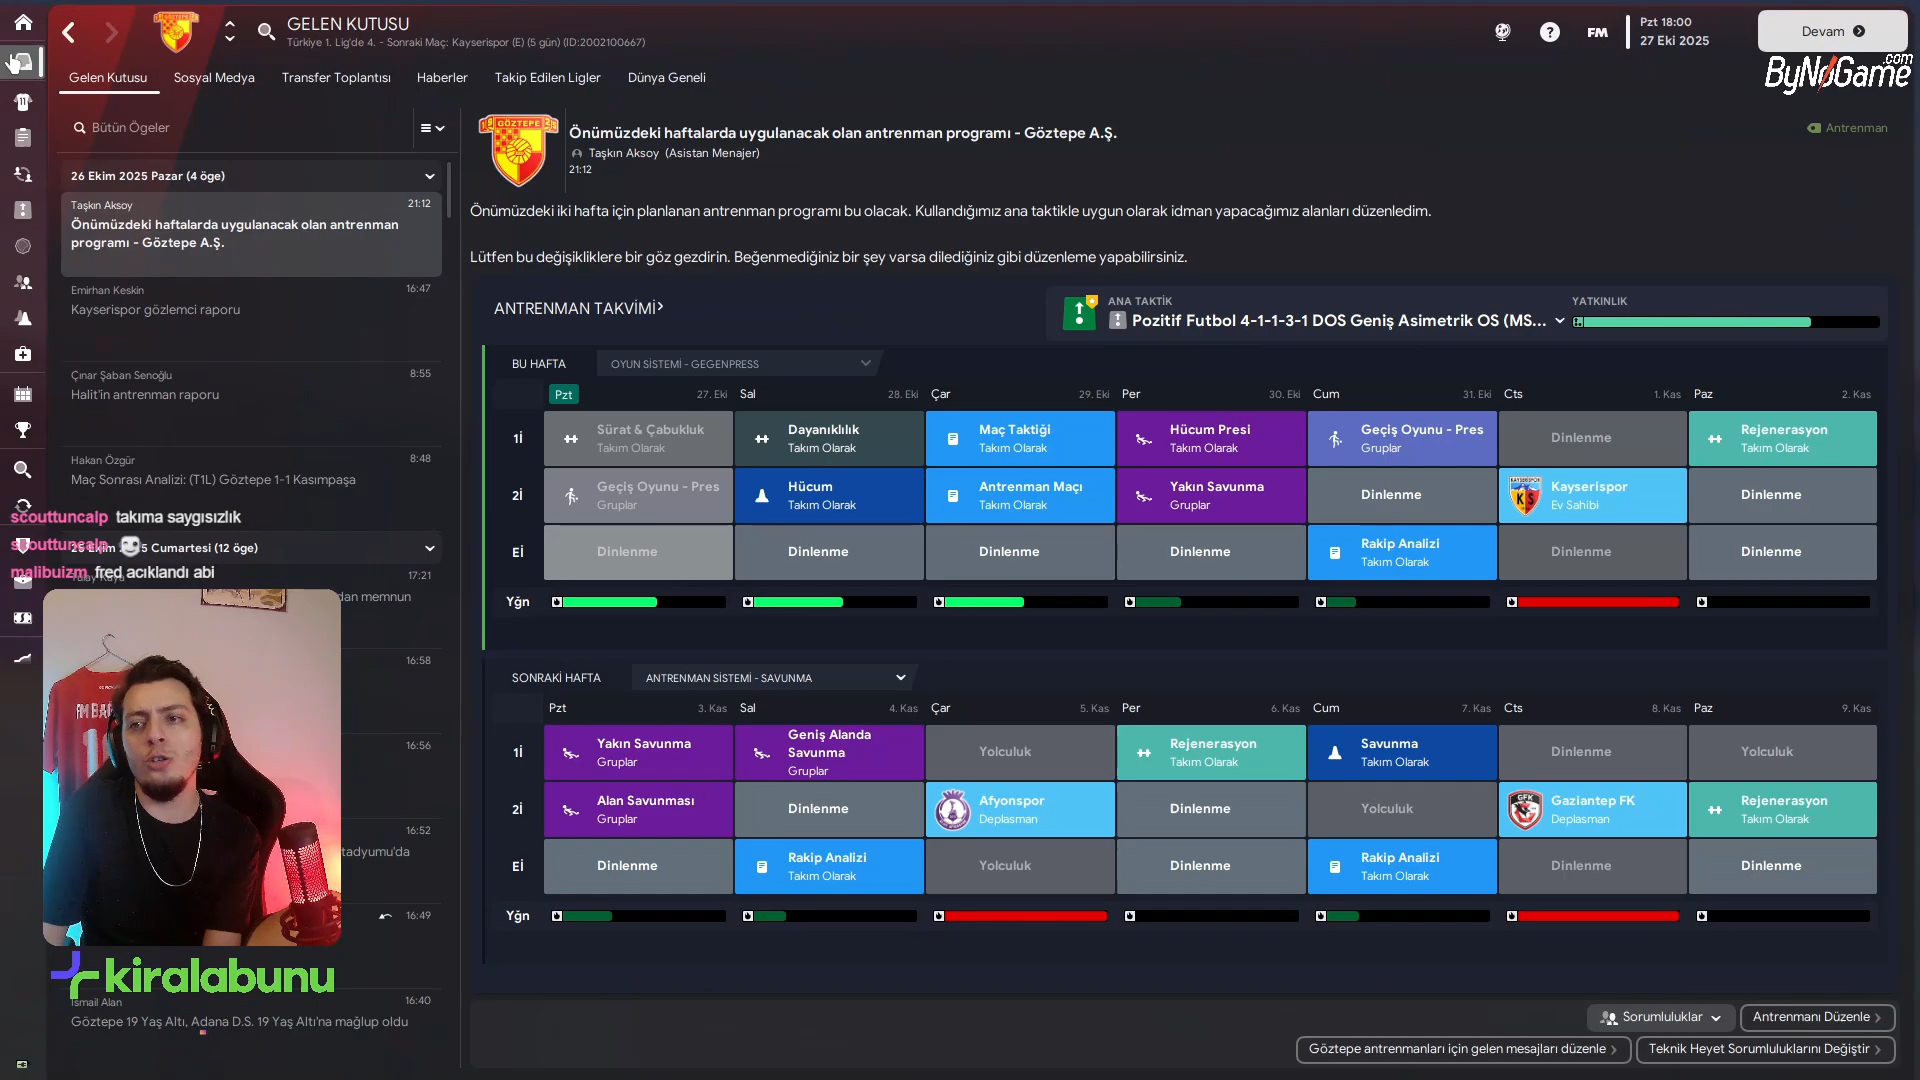 GELEN KUTUSU
Türkiye 1. Lig'de 4. - Sonraki Maç: Kayserispor (E) (5 gün) (ID:2002100667)
FM
Pzt 18:00
27 Eki 2025
Devam
ByNoGame.com
Gelen Kutusu
Sosyal Medya
Transfer Toplantısı
Haberler
Takip Edilen Ligler
Dünya Geneli
Bütün Ögeler
26 Ekim 2025 Pazar (4 öge)
Taşkın Aksoy
21:12
Önümüzdeki haftalarda uygulanacak olan antrenman
programı - Göztepe A.Ş.
Emirhan Keskin
16:47
Kayserispor gözlemci raporu
Çınar Şaban Senoğlu
8:55
Halit'in antrenman raporu
Hakan Özgür
8:48
Maç Sonrası Analizi: (T1L) Göztepe 1-1 Kasımpaşa
scouttuncalp takıma saygısızlık
scouttuncalp
Cumartesi (12 öge)
malibuizm fred acıklandı abi
17:21
dan memnun
16:58
16:56
16:52
tadyumu'da
16:49
kiralabunu
İsmail Alan
16:40
Göztepe 19 Yaş Altı, Adana D.S. 19 Yaş Altı'na mağlup oldu
GÖZTEPE
Önümüzdeki haftalarda uygulanacak olan antrenman programı - Göztepe A.Ş.
Taşkın Aksoy (Asistan Menajer)
21:12
Antrenman
Önümüzdeki iki hafta için planlanan antrenman programı bu olacak. Kullandığımız ana taktikle uygun olarak idman yapacağımız alanları düzenledim.
Lütfen bu değişikliklere bir göz gezdirin. Beğenmediğiniz bir şey varsa dilediğiniz gibi düzenleme yapabilirsiniz.
ANTRENMAN TAKVİMİ
ANA TAKTİK
Pozitif Futbol 4-1-1-3-1 DOS Geniş Asimetrik OS (MS...
YATKINLIK
BU HAFTA
OYUN SİSTEMİ - GEGENPRESS
Pzt 27. Eki Sal 28. Eki Çar 29. Eki Per 30. Eki Cum 31. Eki Cts 1. Kas Paz 2. Kas
1İ
Sürat & Çabukluk
Takım Olarak
Dayanıklılık
Takım Olarak
Maç Taktiği
Takım Olarak
Hücum Presi
Takım Olarak
Geçiş Oyunu - Pres
Gruplar
Dinlenme
Rejenerasyon
Takım Olarak
2İ
Geçiş Oyunu - Pres
Gruplar
Hücum
Takım Olarak
Antrenman Maçı
Takım Olarak
Yakın Savunma
Gruplar
Dinlenme
Kayserispor
Ev Sahibi
Dinlenme
Eİ
Dinlenme
Dinlenme
Dinlenme
Dinlenme
Rakip Analizi
Takım Olarak
Dinlenme
Dinlenme
Yğn
SONRAKİ HAFTA
ANTRENMAN SİSTEMİ - SAVUNMA
Pzt 3. Kas Sal 4. Kas Çar 5. Kas Per 6. Kas Cum 7. Kas Cts 8. Kas Paz 9. Kas
1İ
Yakın Savunma
Gruplar
Geniş Alanda
Savunma
Gruplar
Yolculuk
Rejenerasyon
Takım Olarak
Savunma
Takım Olarak
Dinlenme
Yolculuk
2İ
Alan Savunması
Gruplar
Dinlenme
Afyonspor
Deplasman
Dinlenme
Yolculuk
Gaziantep FK
Deplasman
Rejenerasyon
Takım Olarak
Eİ
Dinlenme
Rakip Analizi
Takım Olarak
Yolculuk
Dinlenme
Rakip Analizi
Takım Olarak
Dinlenme
Dinlenme
Yğn
Sorumluluklar
Antrenmanı Düzenle
Göztepe antrenmanları için gelen mesajları düzenle
Teknik Heyet Sorumluluklarını Değiştir